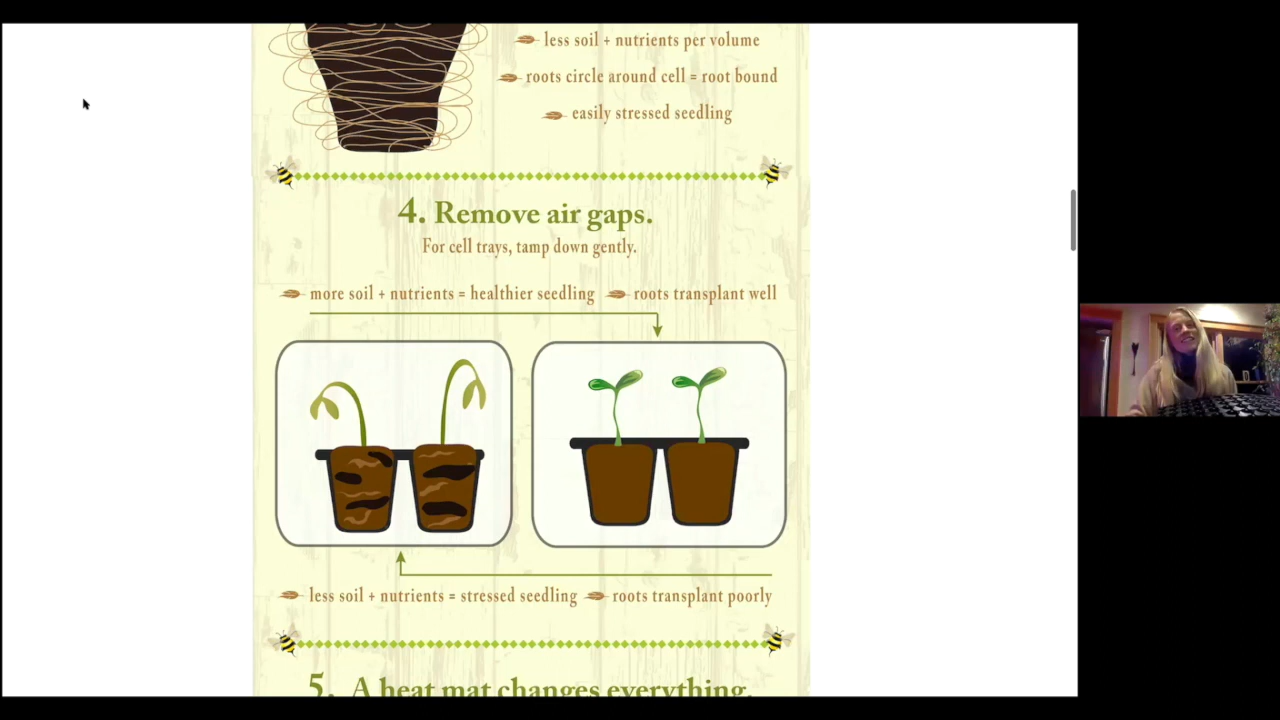 less soil + nutrients per volume
roots circle around cell = root bound
easily stressed seedling
4. Remove air gaps.
For cell trays, tamp down gently.
more soil + nutrients = healthier seedling roots transplant well
less soil + nutrients = stressed seedling roots transplant poorly
5. A heat mat changes everything.